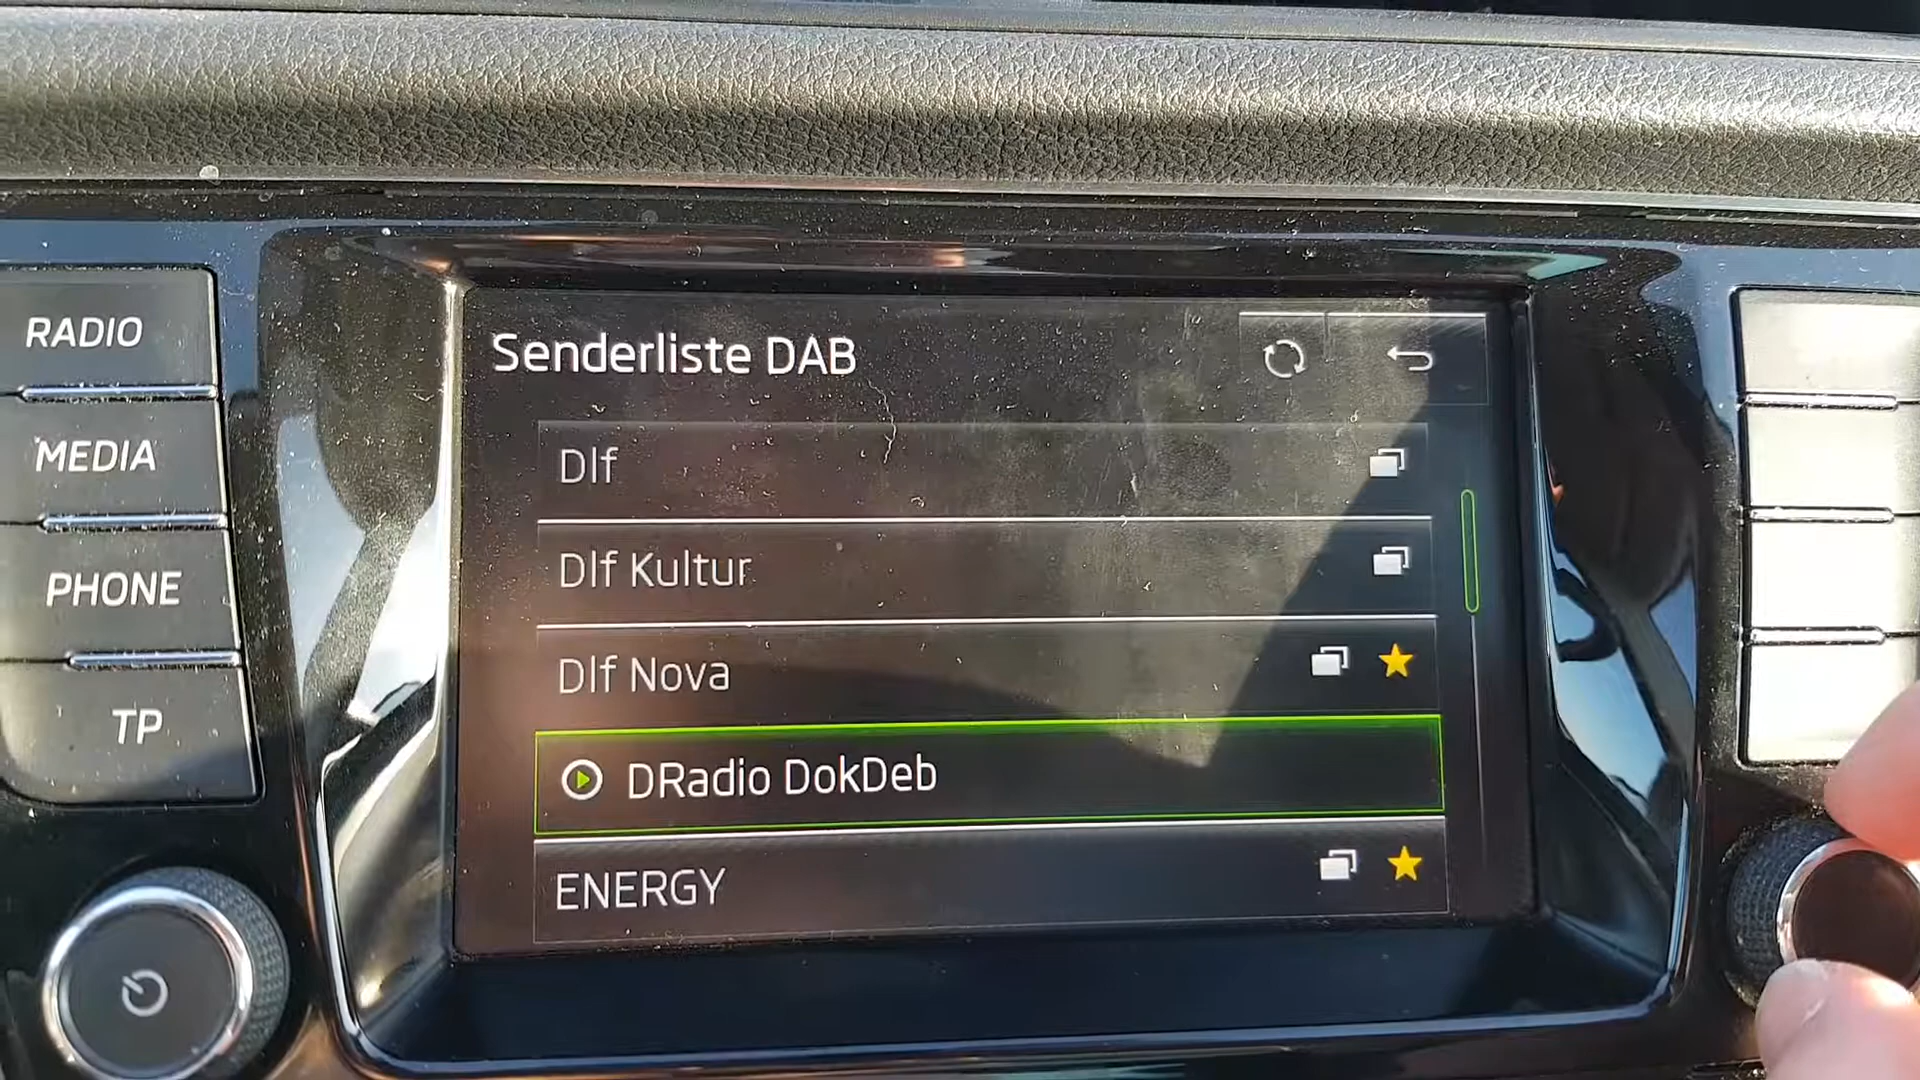 RADIO
MEDIA
PHONE
TP
Senderliste DAB
Dlf
Dlf Kultur
Dlf Nova
DRadio DokDeb
ENERGY